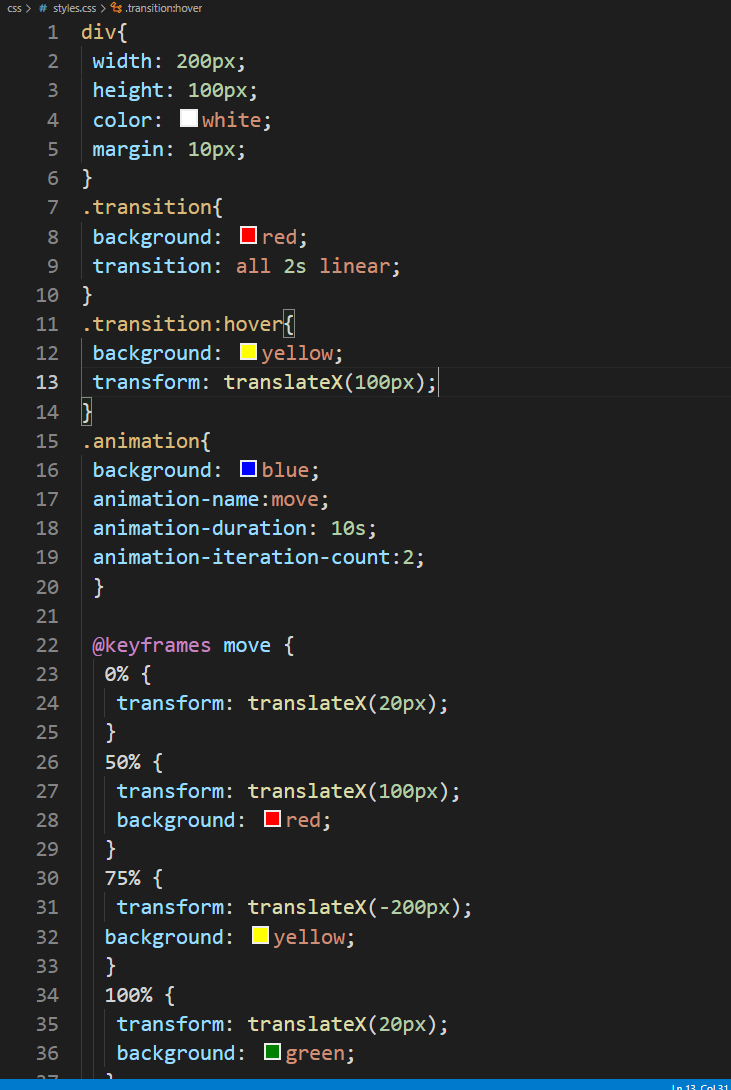 css > # styles.css > .transition:hover
1 div{
2 width: 200px;
3 height: 100px;
4 color: white;
5 margin: 10px;
6 }
7 .transition{
8 background: red;
9 transition: all 2s linear;
10 }
11 .transition:hover{
12 background: yellow;
13 transform: translateX(100px);
14 }
15 .animation{
16 background: blue;
17 animation-name:move;
18 animation-duration: 10s;
19 animation-iteration-count:2;
20 }
21
22 @keyframes move {
23 0% {
24 transform: translateX(20px);
25 }
26 50% {
27 transform: translateX(100px);
28 background: red;
29 }
30 75% {
31 transform: translateX(-200px);
32 background: yellow;
33 }
34 100% {
35 transform: translateX(20px);
36 background: green;
37 }
Ln 13, Col 31